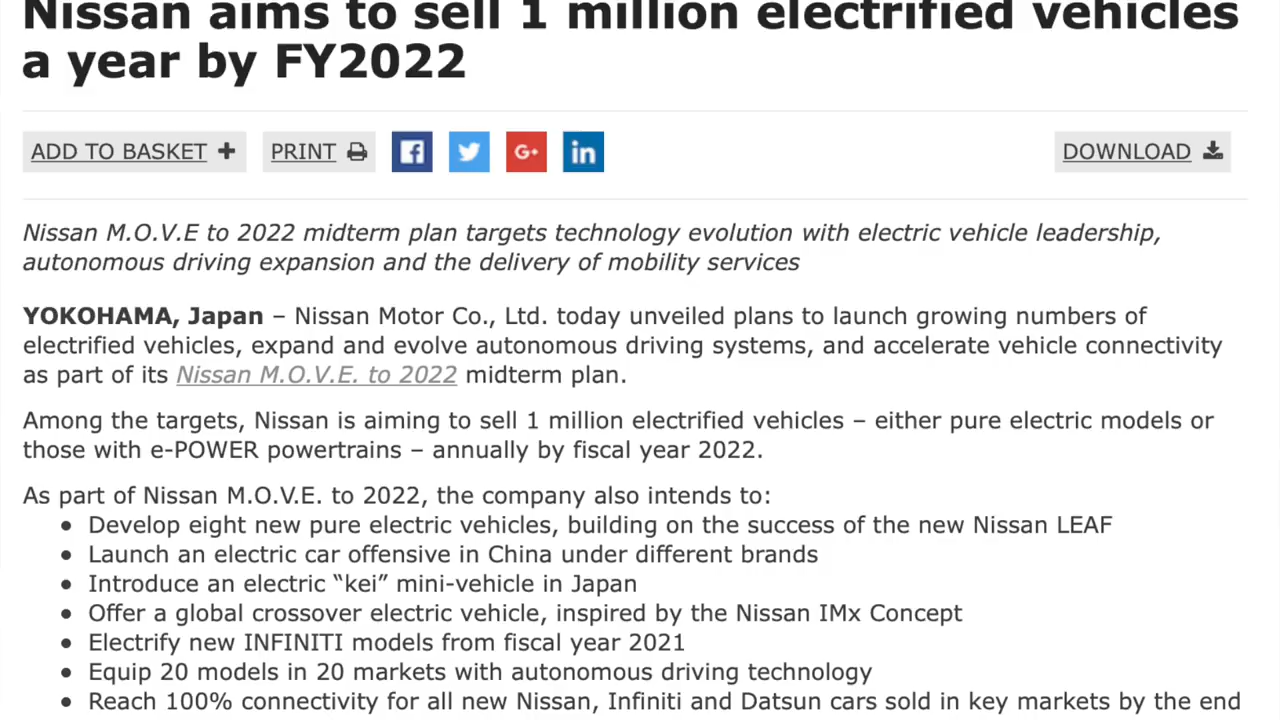 Nissan aims to sell 1 million electrified vehicles
a year by FY2022
ADD TO BASKET + PRINT f G+ in DOWNLOAD
Nissan M.O.V.E to 2022 midterm plan targets technology evolution with electric vehicle leadership,
autonomous driving expansion and the delivery of mobility services
YOKOHAMA, Japan – Nissan Motor Co., Ltd. today unveiled plans to launch growing numbers of
electrified vehicles, expand and evolve autonomous driving systems, and accelerate vehicle connectivity
as part of its Nissan M.O.V.E. to 2022 midterm plan.
Among the targets, Nissan is aiming to sell 1 million electrified vehicles – either pure electric models or
those with e-POWER powertrains – annually by fiscal year 2022.
As part of Nissan M.O.V.E. to 2022, the company also intends to:
• Develop eight new pure electric vehicles, building on the success of the new Nissan LEAF
• Launch an electric car offensive in China under different brands
• Introduce an electric “kei” mini-vehicle in Japan
• Offer a global crossover electric vehicle, inspired by the Nissan IMx Concept
• Electrify new INFINITI models from fiscal year 2021
• Equip 20 models in 20 markets with autonomous driving technology
• Reach 100% connectivity for all new Nissan, Infiniti and Datsun cars sold in key markets by the end